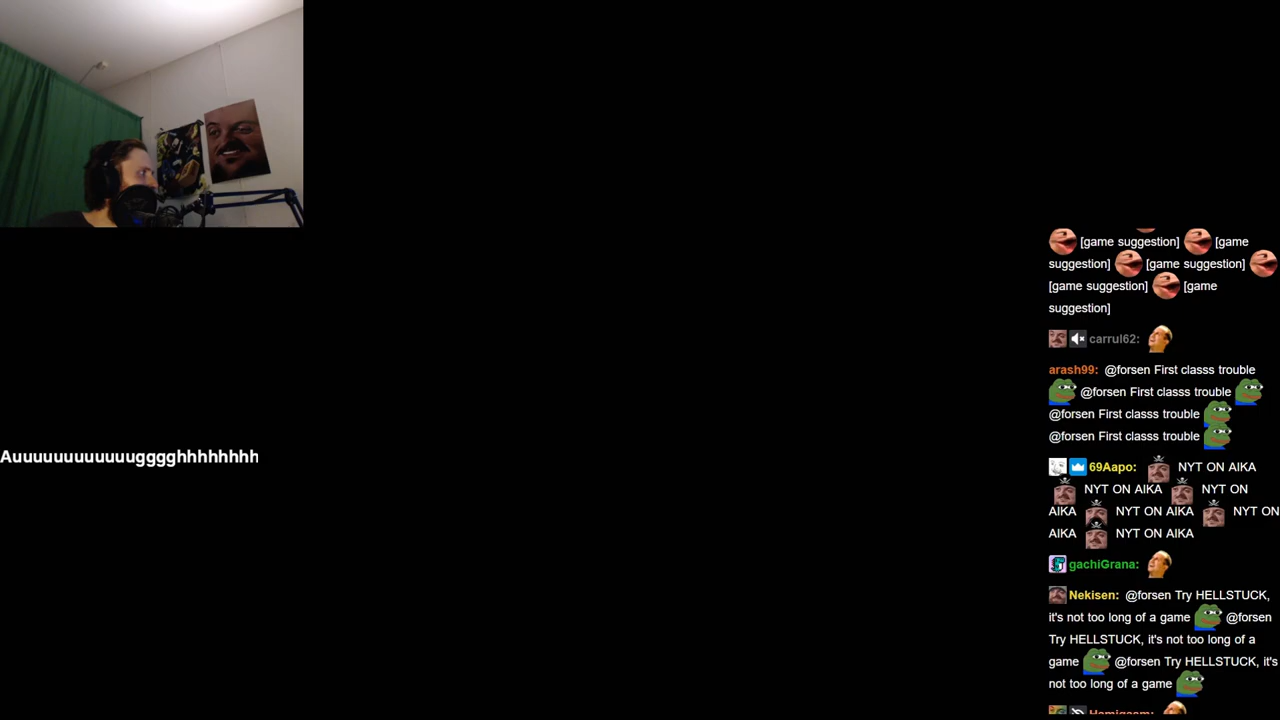 [game suggestion] [game
suggestion] [game suggestion]
[game suggestion] [game
suggestion]
carrul62:
arash99: @forsen First classs trouble
@forsen First classs trouble
@forsen First classs trouble
@forsen First classs trouble
Auuuuuuuuuuuuggggghhhhhhhh
69Aapo: NYT ON AIKA
NYT ON AIKA NYT ON
AIKA NYT ON AIKA NYT ON
AIKA NYT ON AIKA
gachiGrana:
Nekisen: @forsen Try HELLSTUCK,
it's not too long of a game @forsen
Try HELLSTUCK, it's not too long of a
game @forsen Try HELLSTUCK, it's
not too long of a game